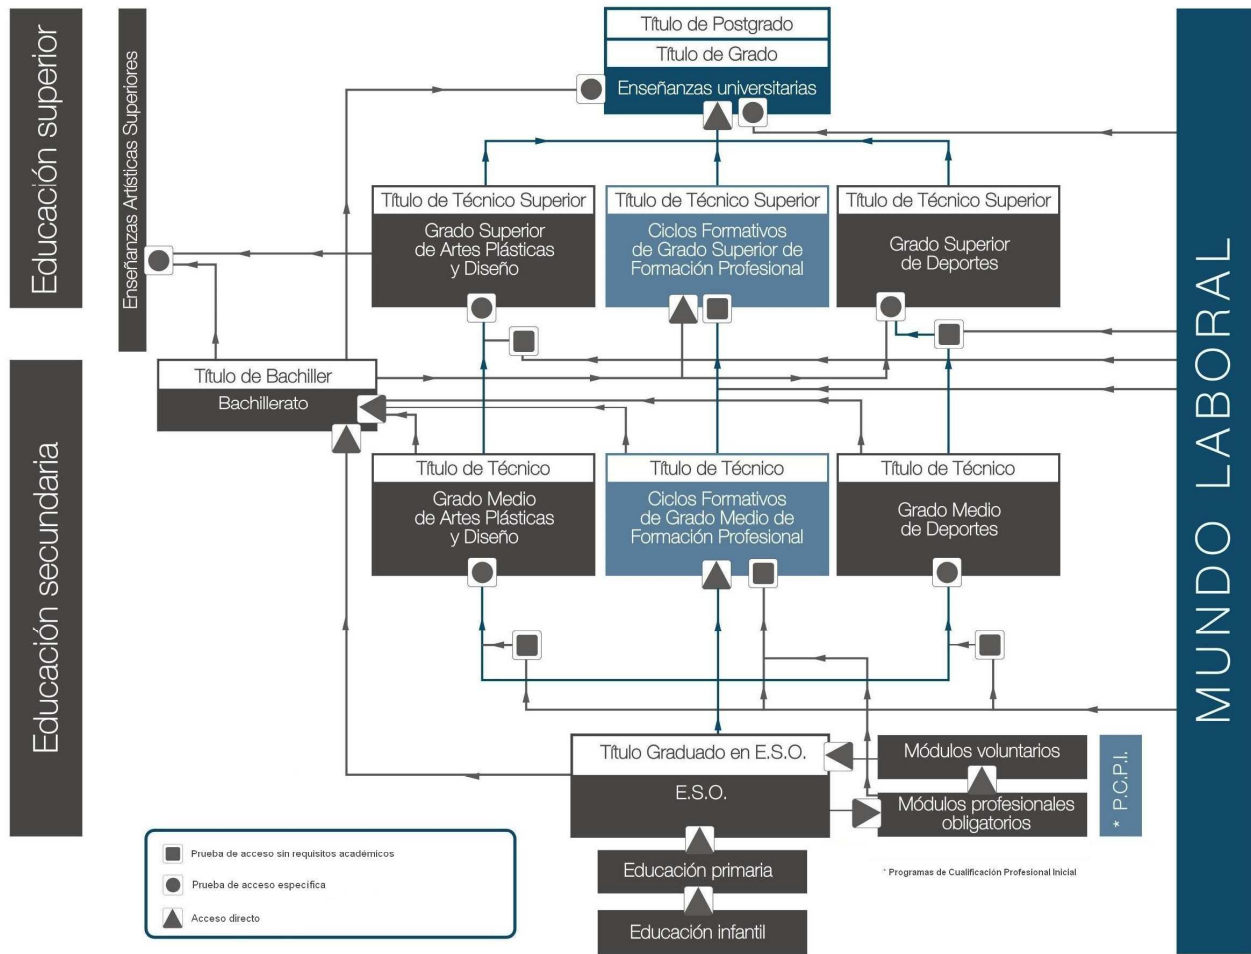 Educación superior
Enseñanzas Artísticas Superiores
Título de Postgrado
Título de Grado
Enseñanzas universitarias
Título de Técnico Superior
Grado Superior
de Artes Plásticas
y Diseño
Título de Técnico Superior
Ciclos Formativos
de Grado Superior de
Formación Profesional
Título de Técnico Superior
Grado Superior
de Deportes
MUNDO LABORAL
Educación secundaria
Título de Bachiller
Bachillerato
Título de Técnico
Grado Medio
de Artes Plásticas
y Diseño
Título de Técnico
Ciclos Formativos
de Grado Medio de
Formación Profesional
Título de Técnico
Grado Medio
de Deportes
Título Graduado en E.S.O.
E.S.O.
Módulos voluntarios
Módulos profesionales
obligatorios
* P.C.P.I.
Educación primaria
Educación infantil
* Programas de Cualificación Profesional Inicial
Prueba de acceso sin requisitos académicos
Prueba de acceso específica
Acceso directo